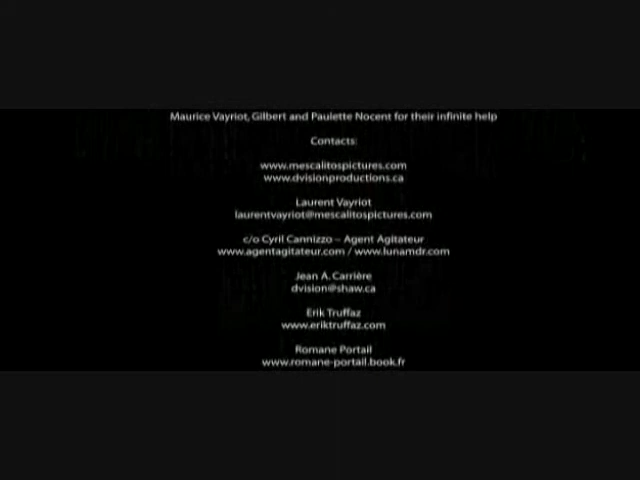 Maurice Vayriot, Gilbert and Paulette Nocent for their infinite help
Contacts:
www.mescalitospictures.com
www.dvisionproductions.ca
Laurent Vayriot
laurentvayriot@mescalitospictures.com
c/o Cyril Cannizzo – Agent Agitateur
www.agentagitateur.com / www.lunamdr.com
Jean A. Carrière
dvision@shaw.ca
Erik Truffaz
www.eriktruffaz.com
Romane Portail
www.romane-portail.book.fr